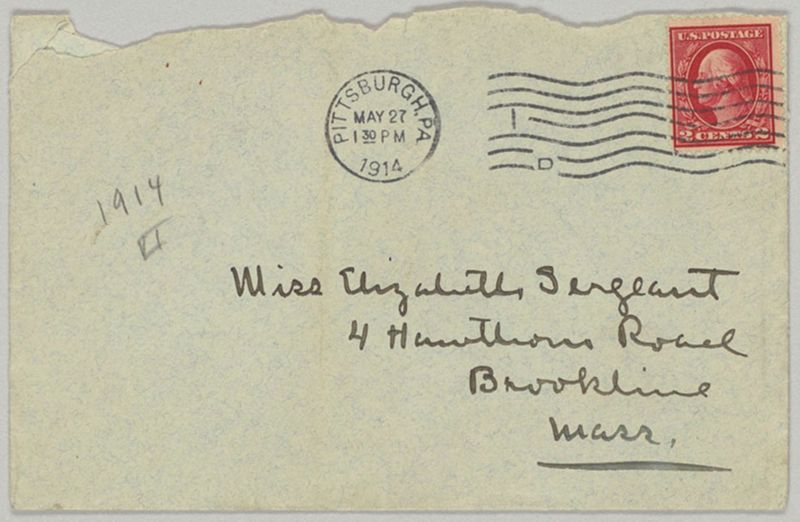 U.S. POSTAGE
2 CENTS 2
PITTSBURGH, PA.
MAY 27
1 30 PM
1914
1
D
1914
VI
Miss Elizabeth Sergeant
4 Hawthorn Road
Brookline
Mass.